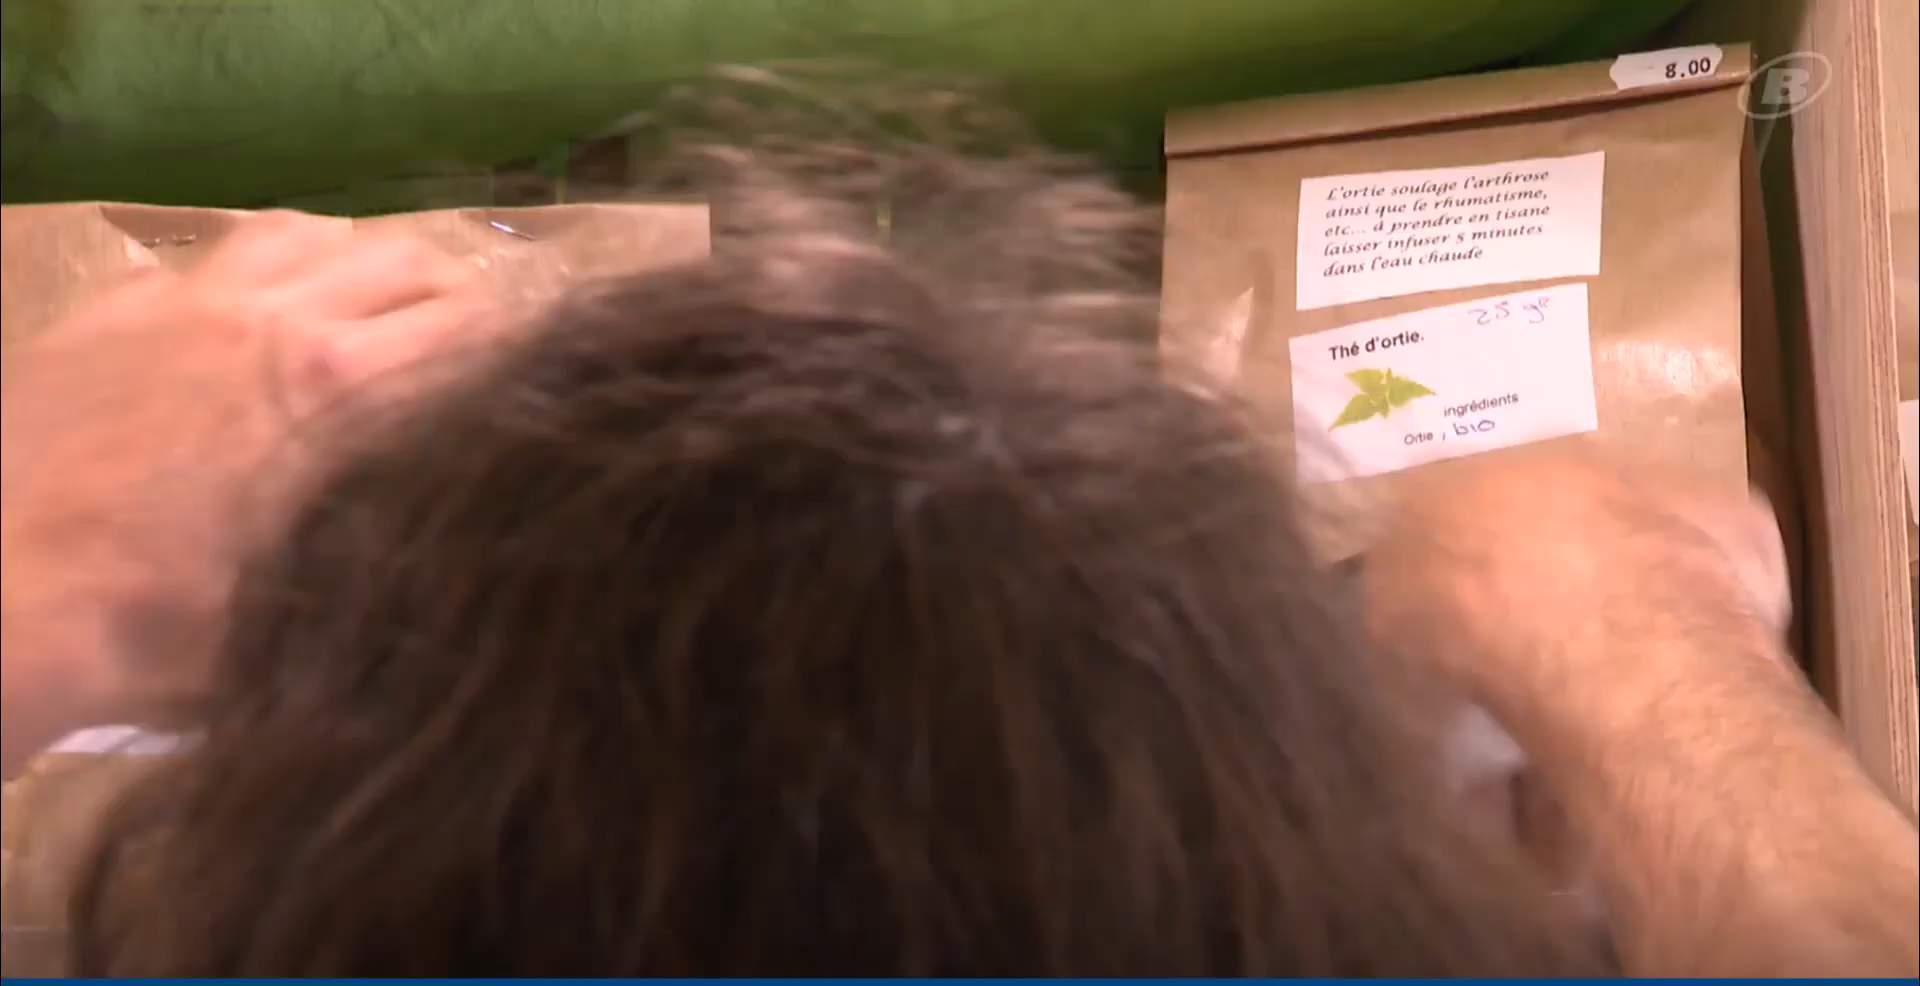 8.00
B
L'ortie soulage l'arthrose
ainsi que le rhumatisme,
etc... à prendre en tisane
laisser infuser 5 minutes
dans l'eau chaude
25 gr
Thé d'ortie.
ingrédients
Ortie, bio